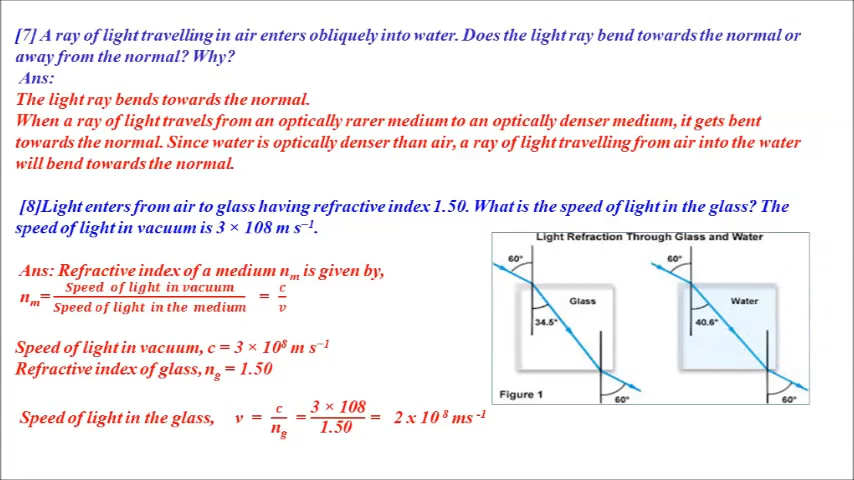 [7] A ray of light travelling in air enters obliquely into water. Does the light ray bend towards the normal or
away from the normal? Why?
Ans:
The light ray bends towards the normal.
When a ray of light travels from an optically rarer medium to an optically denser medium, it gets bent
towards the normal. Since water is optically denser than air, a ray of light travelling from air into the water
will bend towards the normal.
[8]Light enters from air to glass having refractive index 1.50. What is the speed of light in the glass? The
speed of light in vacuum is 3 × 108 m s⁻¹.
Ans: Refractive index of a medium nₘ is given by,
nₘ= Speed of light in vacuum / Speed of light in the medium = c / v
Speed of light in vacuum, c = 3 × 10⁸ m s⁻¹
Refractive index of glass, n_g = 1.50
Speed of light in the glass, v = c / n_g = 3 × 108 / 1.50 = 2 x 10 ⁸ ms ⁻¹
Light Refraction Through Glass and Water
60° 60°
Glass Water
34.5° 40.6°
Figure 1
60° 60°